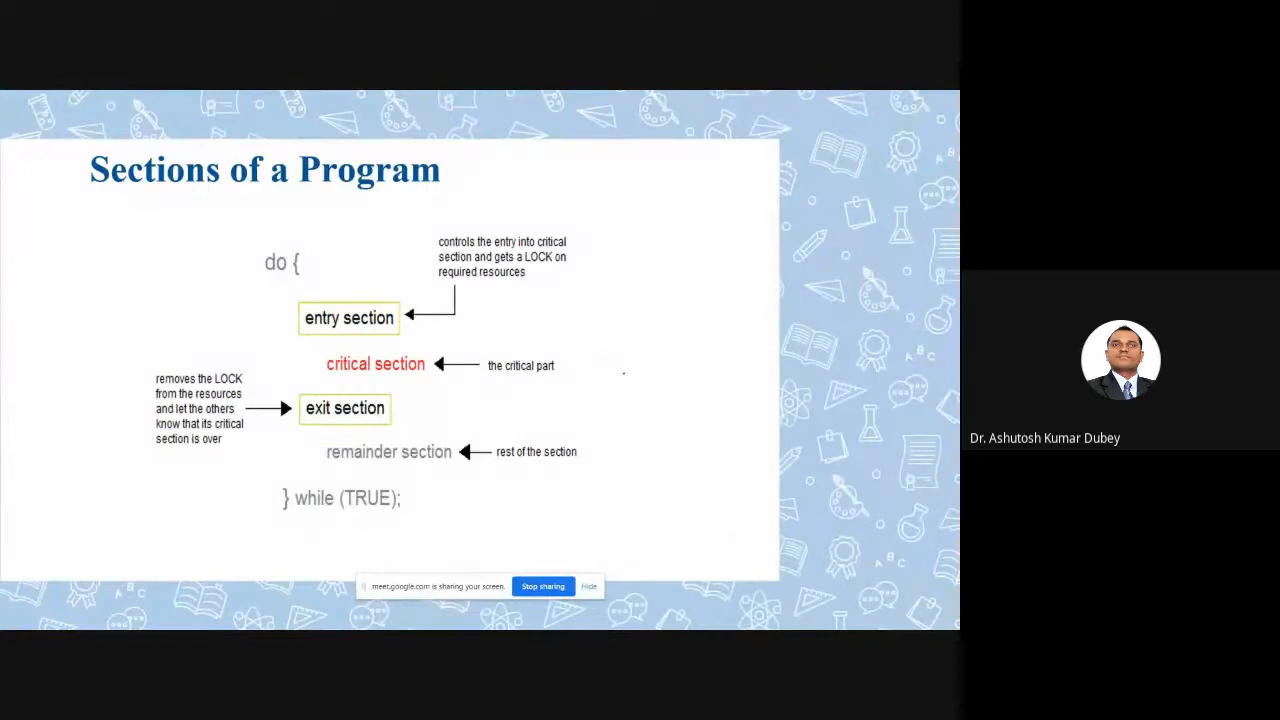 Sections of a Program
do {
controls the entry into critical
section and gets a LOCK on
required resources
entry section
critical section
the critical part
removes the LOCK
from the resources
and let the others
know that its critical
section is over
exit section
remainder section
rest of the section
} while (TRUE);
meet.google.com is sharing your screen.
Stop sharing
Hide
Dr. Ashutosh Kumar Dubey